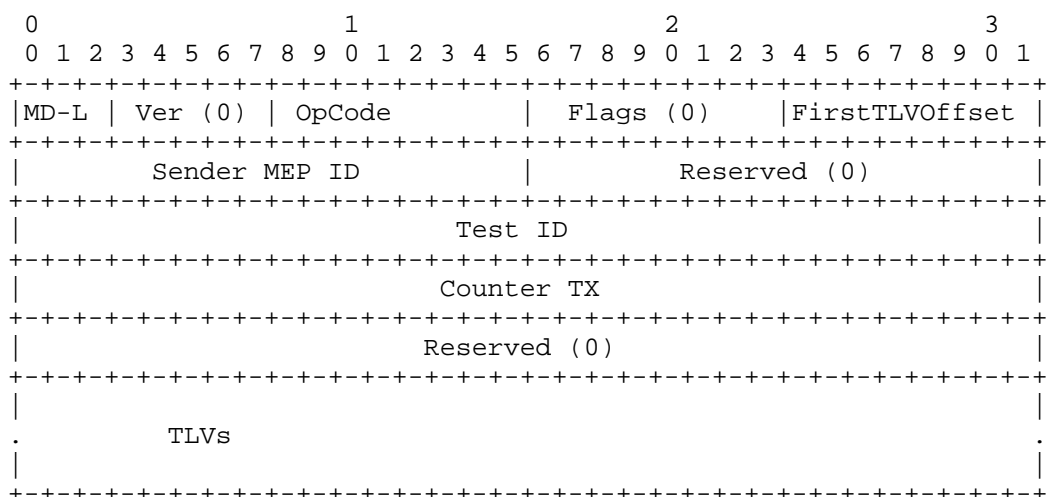 0                   1                   2                   3
 0 1 2 3 4 5 6 7 8 9 0 1 2 3 4 5 6 7 8 9 0 1 2 3 4 5 6 7 8 9 0 1
+-+-+-+-+-+-+-+-+-+-+-+-+-+-+-+-+-+-+-+-+-+-+-+-+-+-+-+-+-+-+-+-+
|MD-L | Ver (0) | OpCode        |  Flags (0)    |FirstTLVOffset |
+-+-+-+-+-+-+-+-+-+-+-+-+-+-+-+-+-+-+-+-+-+-+-+-+-+-+-+-+-+-+-+-+
|        Sender MEP ID          |         Reserved (0)          |
+-+-+-+-+-+-+-+-+-+-+-+-+-+-+-+-+-+-+-+-+-+-+-+-+-+-+-+-+-+-+-+-+
|                           Test ID                             |
+-+-+-+-+-+-+-+-+-+-+-+-+-+-+-+-+-+-+-+-+-+-+-+-+-+-+-+-+-+-+-+-+
|                          Counter TX                           |
+-+-+-+-+-+-+-+-+-+-+-+-+-+-+-+-+-+-+-+-+-+-+-+-+-+-+-+-+-+-+-+-+
|                         Reserved (0)                          |
+-+-+-+-+-+-+-+-+-+-+-+-+-+-+-+-+-+-+-+-+-+-+-+-+-+-+-+-+-+-+-+-+
|                                                               |
.         TLVs                                                  .
|                                                               |
+-+-+-+-+-+-+-+-+-+-+-+-+-+-+-+-+-+-+-+-+-+-+-+-+-+-+-+-+-+-+-+-+